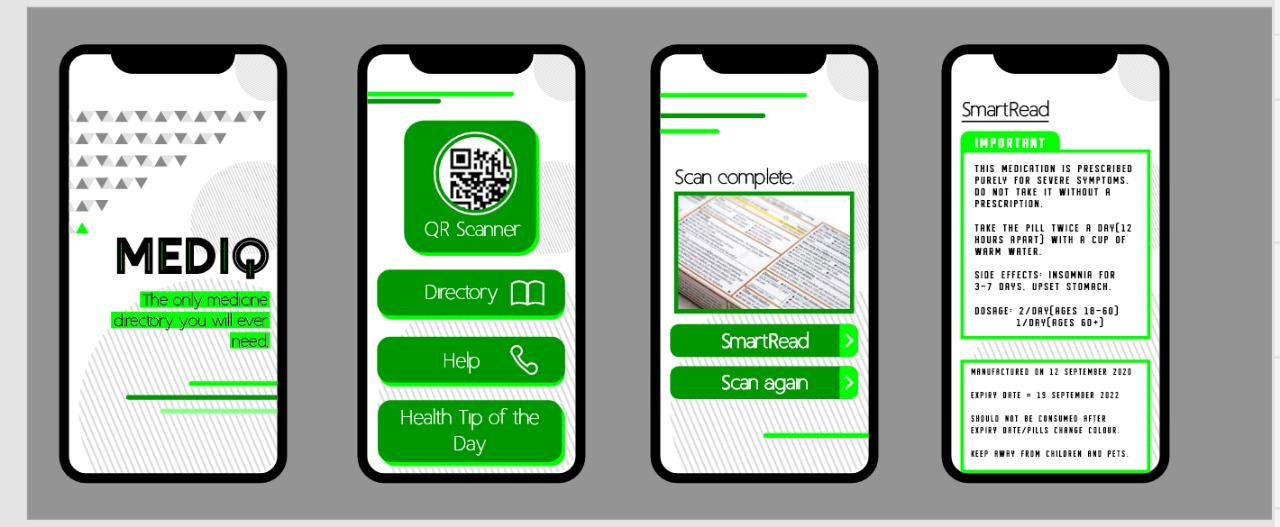 MEDIQ
The only medicine
directory you will ever
need.
QR Scanner
Directory
Help
Health Tip of the
Day
Scan complete.
SmartRead
Scan again
SmartRead
IMPORTANT
THIS MEDICATION IS PRESCRIBED
PURELY FOR SEVERE SYMPTOMS.
DO NOT TAKE IT WITHOUT A
PRESCRIPTION.
TAKE THE PILL TWICE A DAY(12
HOURS APART) WITH A CUP OF
WARM WATER.
SIDE EFFECTS: INSOMNIA FOR
3-7 DAYS, UPSET STOMACH.
DOSAGE: 2/DAY(AGES 18-60)
1/DAY(AGES 60+)
MANUFACTURED ON 12 SEPTEMBER 2020
EXPIRY DATE = 19 SEPTEMBER 2022
SHOULD NOT BE CONSUMED AFTER
EXPIRY DATE/PILLS CHANGE COLOUR.
KEEP AWAY FROM CHILDREN AND PETS.